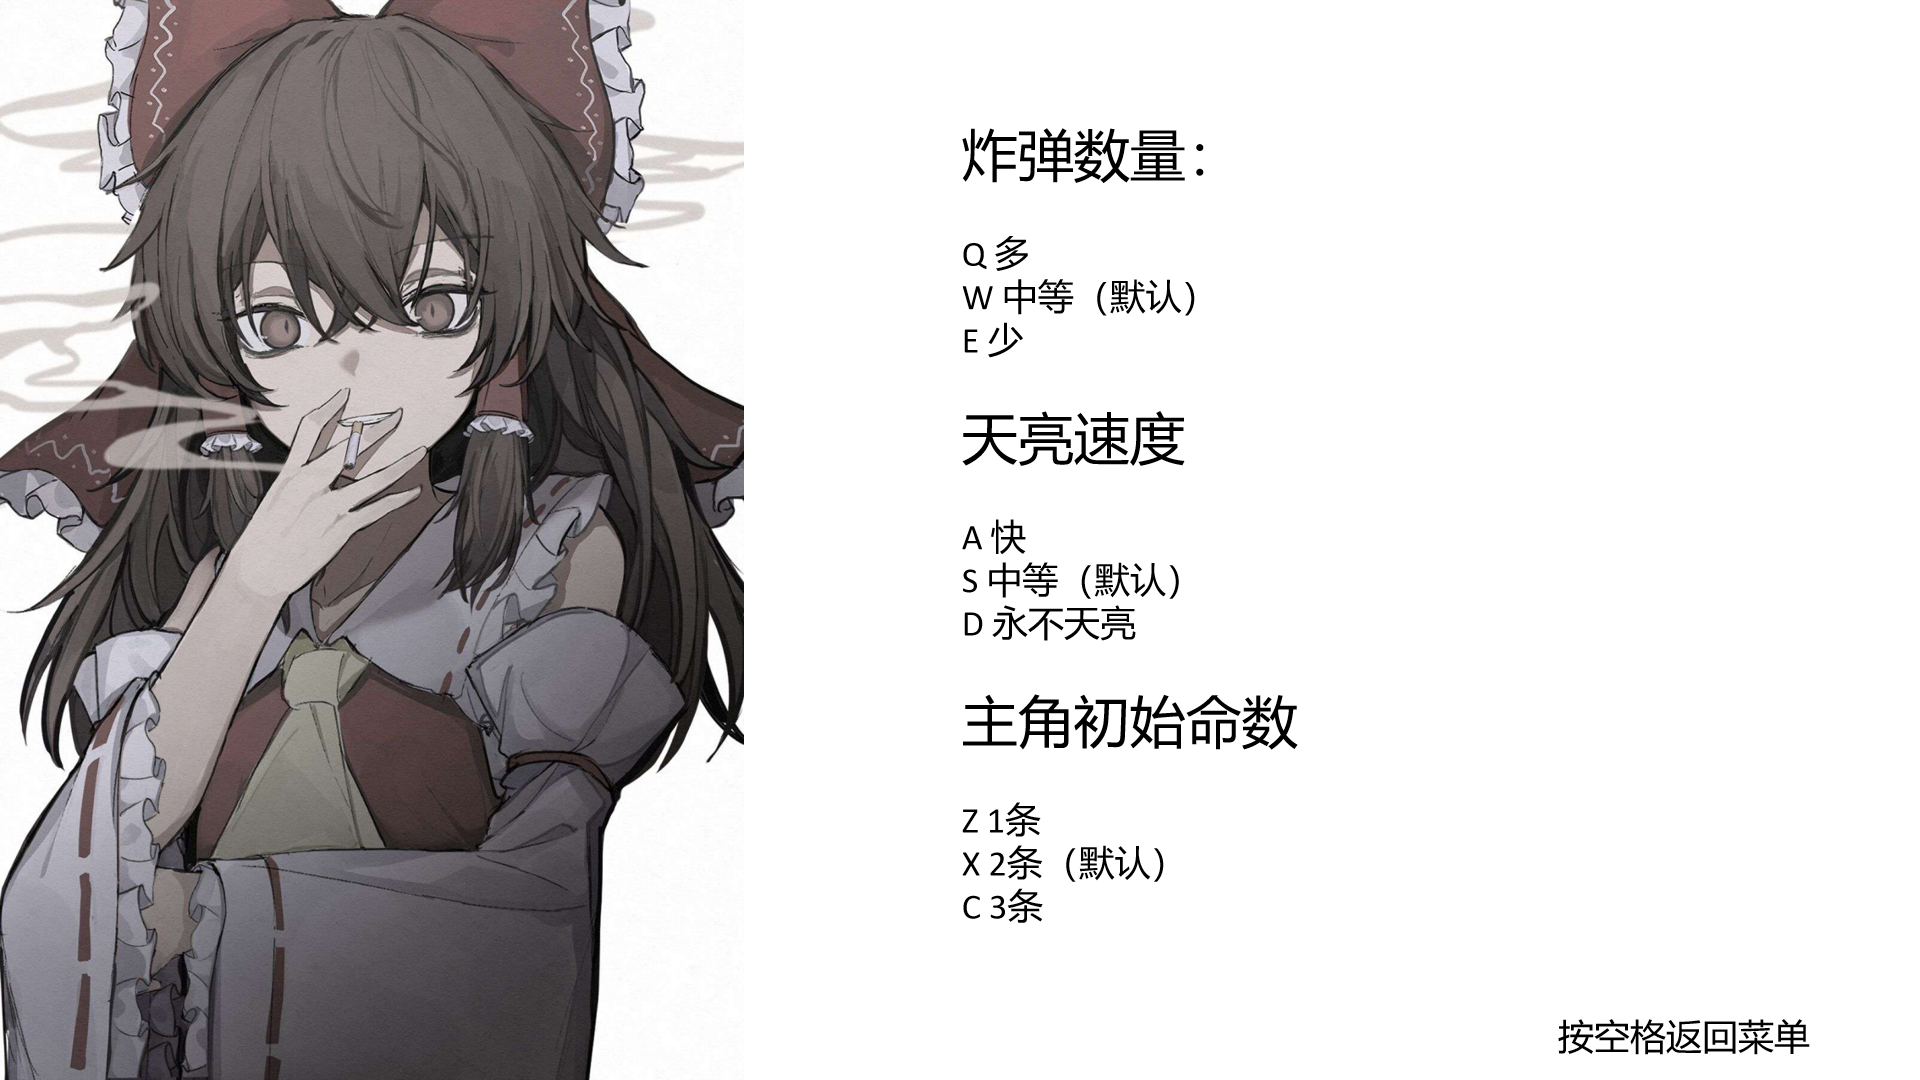 炸弹数量：
Q 多
W 中等（默认）
E 少
天亮速度
A 快
S 中等（默认）
D 永不天亮
主角初始命数
Z 1条
X 2条（默认）
C 3条
按空格返回菜单